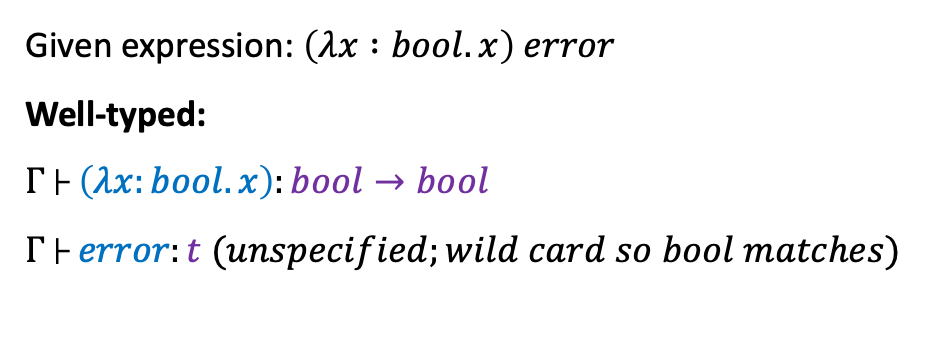 Given expression: (λx : bool. x) error
Well-typed:
Γ ⊢ (λx: bool. x): bool → bool
Γ ⊢ error: t (unspecified; wild card so bool matches)